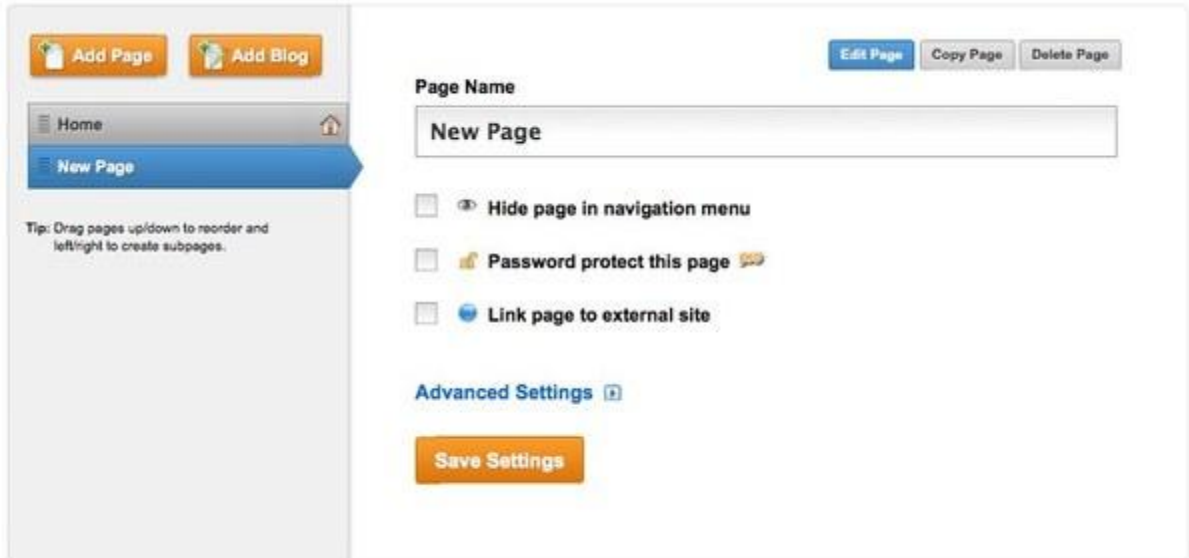 Add Page
Add Blog
Home
New Page
Tip: Drag pages up/down to reorder and
left/right to create subpages.
Edit Page
Copy Page
Delete Page
Page Name
New Page
Hide page in navigation menu
Password protect this page
Link page to external site
Advanced Settings
Save Settings